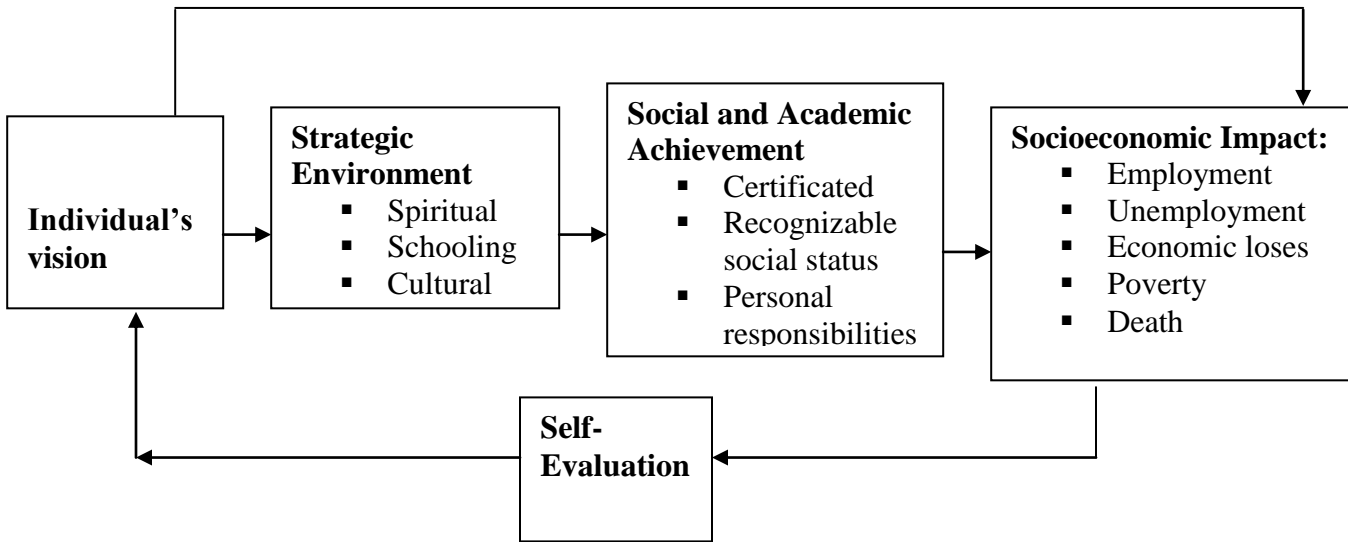 Individual’s
vision
Strategic
Environment
▪ Spiritual
▪ Schooling
▪ Cultural
Social and Academic
Achievement
▪ Certificated
▪ Recognizable
social status
▪ Personal
responsibilities
Socioeconomic Impact:
▪ Employment
▪ Unemployment
▪ Economic loses
▪ Poverty
▪ Death
Self-
Evaluation